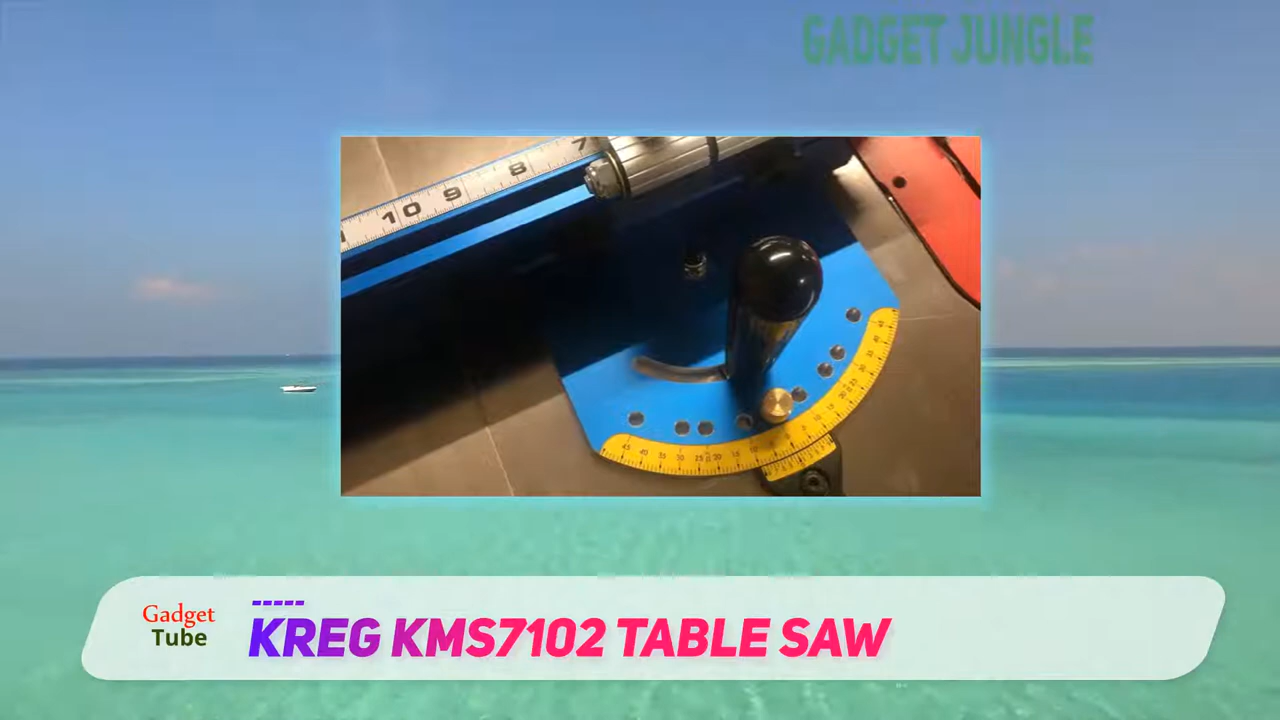 GADGET JUNGLE
10 9 8 7
Gadget
Tube
KREG KMS7102 TABLE SAW